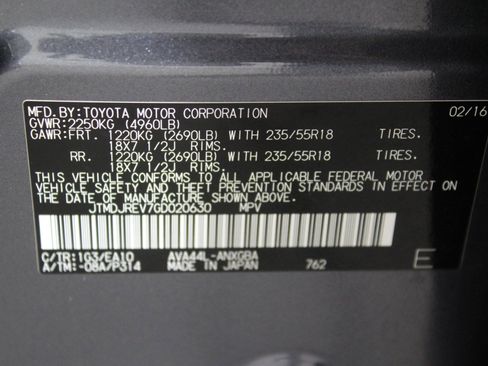 MFD.BY:TOYOTA MOTOR CORPORATION 02/16
GVWR:2250KG (4960LB)
GAWR:FRT. 1220KG (2690LB) WITH 235/55R18 TIRES.
18X7 1/2J RIMS.
RR. 1220KG (2690LB) WITH 235/55R18 TIRES.
18X7 1/2J RIMS.
THIS VEHICLE CONFORMS TO ALL APPLICABLE FEDERAL MOTOR
VEHICLE SAFETY AND THEFT PREVENTION STANDARDS IN EFFECT ON
THE DATE OF MANUFACTURE SHOWN ABOVE.
JTMDJREV7GD020630 MPV
C/TR:1G3/EA10 AVA44L-ANXGBA
A/TM:-08A/P314 MADE IN JAPAN 762 E